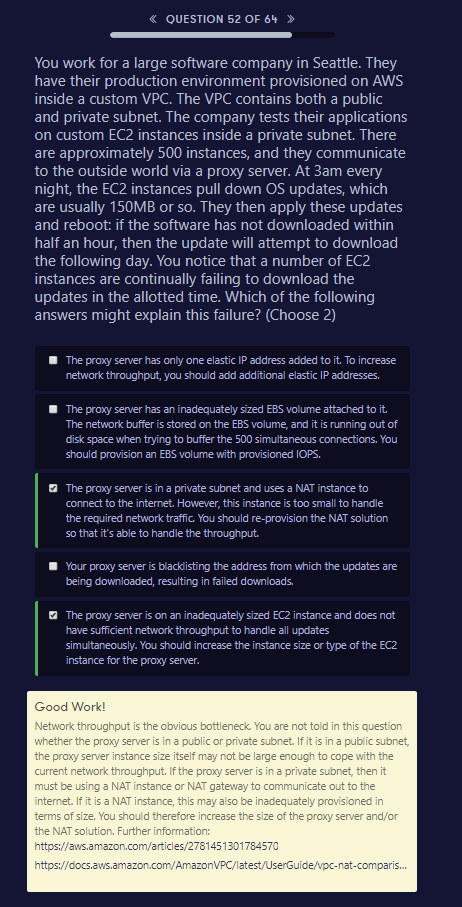 « QUESTION 52 OF 64 »
You work for a large software company in Seattle. They
have their production environment provisioned on AWS
inside a custom VPC. The VPC contains both a public
and private subnet. The company tests their applications
on custom EC2 instances inside a private subnet. There
are approximately 500 instances, and they communicate
to the outside world via a proxy server. At 3am every
night, the EC2 instances pull down OS updates, which
are usually 150MB or so. They then apply these updates
and reboot: if the software has not downloaded within
half an hour, then the update will attempt to download
the following day. You notice that a number of EC2
instances are continually failing to download the
updates in the allotted time. Which of the following
answers might explain this failure? (Choose 2)
The proxy server has only one elastic IP address added to it. To increase
network throughput, you should add additional elastic IP addresses.
The proxy server has an inadequately sized EBS volume attached to it.
The network buffer is stored on the EBS volume, and it is running out of
disk space when trying to buffer the 500 simultaneous connections. You
should provision an EBS volume with provisioned IOPS.
The proxy server is in a private subnet and uses a NAT instance to
connect to the internet. However, this instance is too small to handle
the required network traffic. You should re-provision the NAT solution
so that it's able to handle the throughput.
Your proxy server is blacklisting the address from which the updates are
being downloaded, resulting in failed downloads.
The proxy server is on an inadequately sized EC2 instance and does not
have sufficient network throughput to handle all updates
simultaneously. You should increase the instance size or type of the EC2
instance for the proxy server.
Good Work!
Network throughput is the obvious bottleneck. You are not told in this question
whether the proxy server is in a public or private subnet. If it is in a public subnet,
the proxy server instance size itself may not be large enough to cope with the
current network throughput. If the proxy server is in a private subnet, then it
must be using a NAT instance or NAT gateway to communicate out to the
internet. If it is a NAT instance, this may also be inadequately provisioned in
terms of size. You should therefore increase the size of the proxy server and/or
the NAT solution. Further information:
https://aws.amazon.com/articles/2781451301784570
https://docs.aws.amazon.com/AmazonVPC/latest/UserGuide/vpc-nat-comparis...